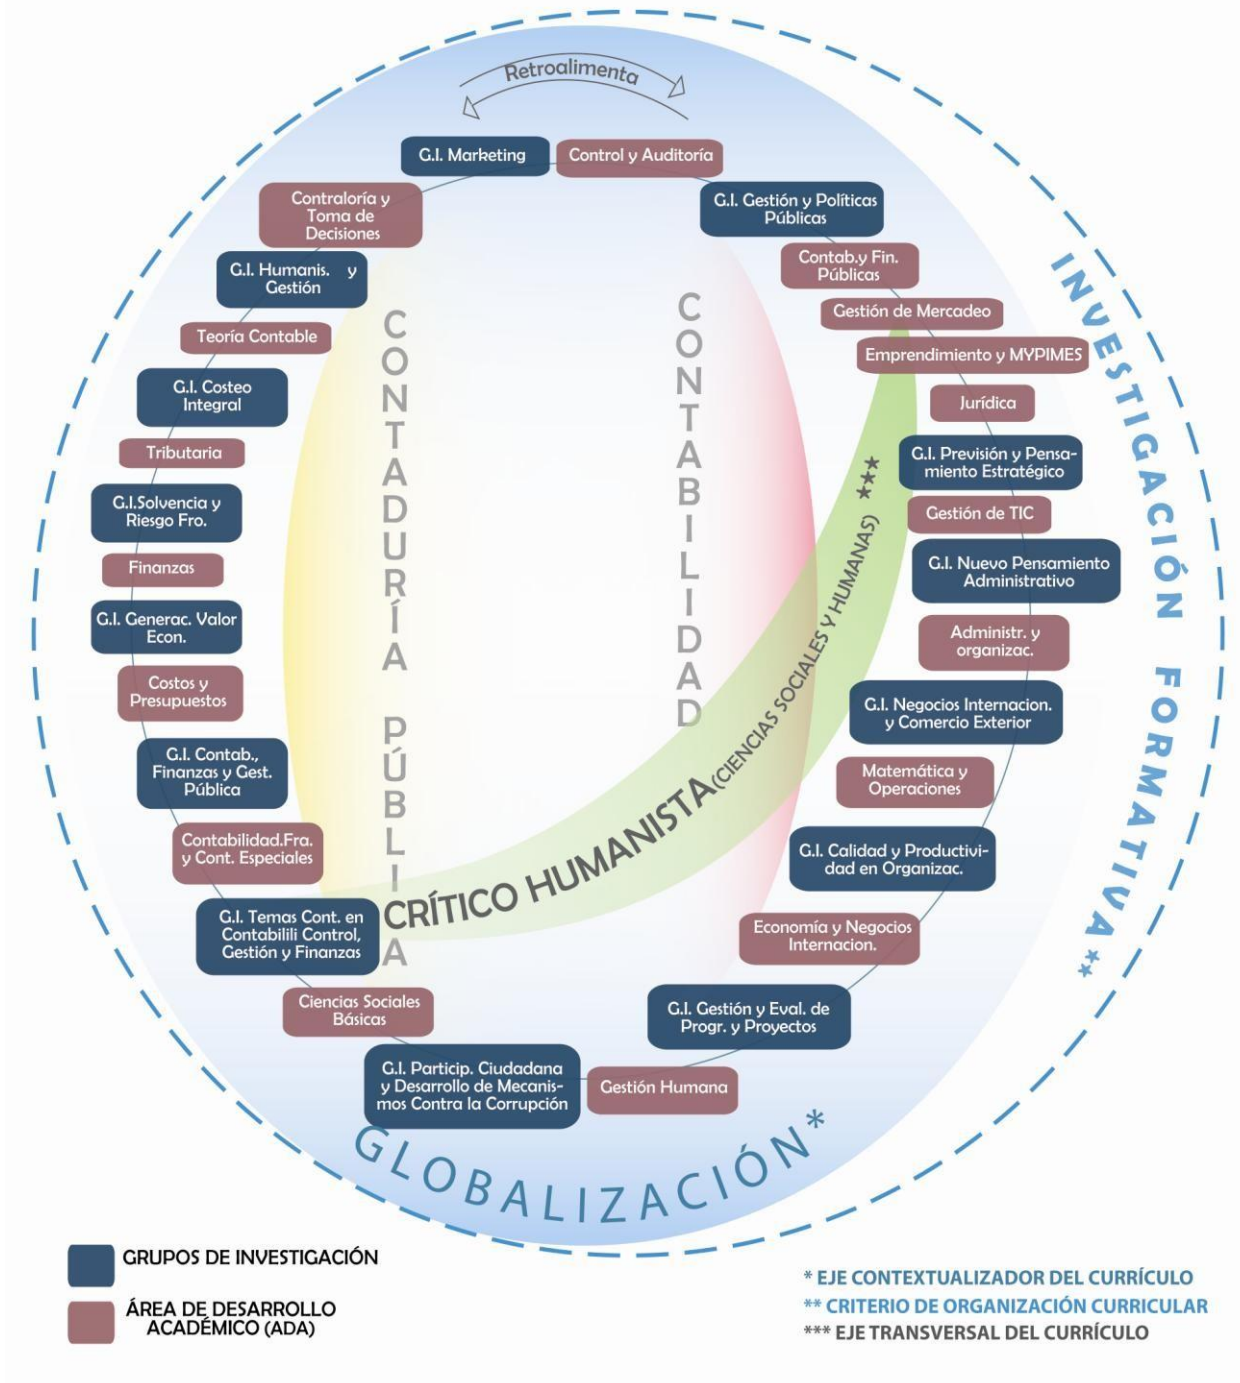 Retroalimenta
G.I. Marketing
Control y Auditoría
Contraloría y
Toma de
Decisiones
G.I. Gestión y Políticas
Públicas
G.I. Humanis. y
Gestión
Contab.y Fin.
Públicas
Teoría Contable
Gestión de Mercadeo
G.I. Costeo
Integral
Emprendimiento y MYPIMES
Jurídica
Tributaria
G.I. Previsión y Pensa-
miento Estratégico
G.I.Solvencia y
Riesgo Fro.
Gestión de TIC
Finanzas
G.I. Nuevo Pensamiento
Administrativo
G.I. Generac. Valor
Econ.
Administr. y
organizac.
Costos y
Presupuestos
G.I. Negocios Internacion.
y Comercio Exterior
G.I. Contab.,
Finanzas y Gest.
Pública
Matemática y
Operaciones
Contabilidad.Fra.
y Cont. Especiales
G.I. Calidad y Productivi-
dad en Organizac.
G.I. Temas Cont. en
Contabilili Control,
Gestión y Finanzas
Economía y Negocios
Internacion.
Ciencias Sociales
Básicas
G.I. Gestión y Eval. de
Progr. y Proyectos
G.I. Particip. Ciudadana
y Desarrollo de Mecanis-
mos Contra la Corrupción
Gestión Humana
CONTADURÍA PÚBLICA
CONTABILIDAD
CRÍTICO HUMANISTA (CIENCIAS SOCIALES Y HUMANAS) ***
INVESTIGACIÓN FORMATIVA**
GLOBALIZACIÓN*
GRUPOS DE INVESTIGACIÓN
ÁREA DE DESARROLLO
ACADÉMICO (ADA)
* EJE CONTEXTUALIZADOR DEL CURRÍCULO
** CRITERIO DE ORGANIZACIÓN CURRICULAR
*** EJE TRANSVERSAL DEL CURRÍCULO